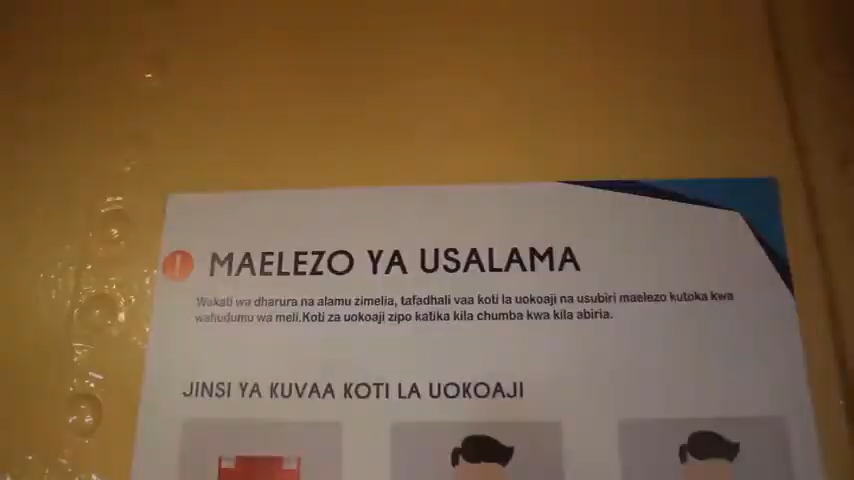 MAELEZO YA USALAMA
Wakati wa dharura na alamu zimelia, tafadhali vaa koti la uokoaji na usubiri maelezo kutoka kwa
wahudumu wa meli.Koti za uokoaji zipo katika kila chumba kwa kila abiria.
JINSI YA KUVAA KOTI LA UOKOAJI